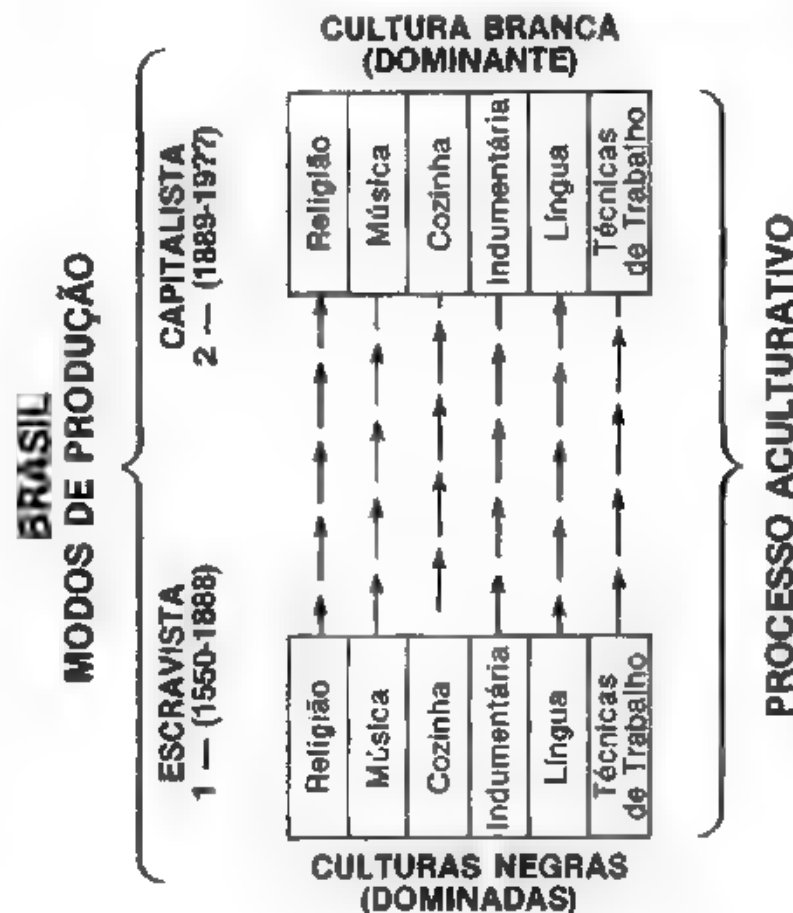 BRASIL
MODOS DE PRODUÇÃO
ESCRAVISTA
1 — (1550-1888)
CAPITALISTA
2 — (1889-1977)
CULTURA BRANCA
(DOMINANTE)
Religião
Música
Cozinha
Indumentária
Língua
Técnicas
de Trabalho
Religião
Música
Cozinha
Indumentária
Língua
Técnicas
de Trabalho
CULTURAS NEGRAS
(DOMINADAS)
PROCESSO ACULTURATIVO